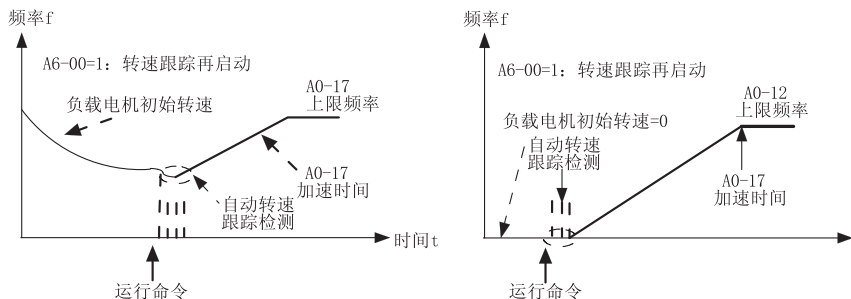 频率f
A6-00=1：转速跟踪再启动
负载电机初始转速
A0-17
上限频率
A0-17
加速时间
自动转速
跟踪检测
时间t
运行命令
频率f
A6-00=1：转速跟踪再启动
A0-12
上限频率
负载电机初始转速=0
自动转速
跟踪检测
A0-17
加速时间
运行命令